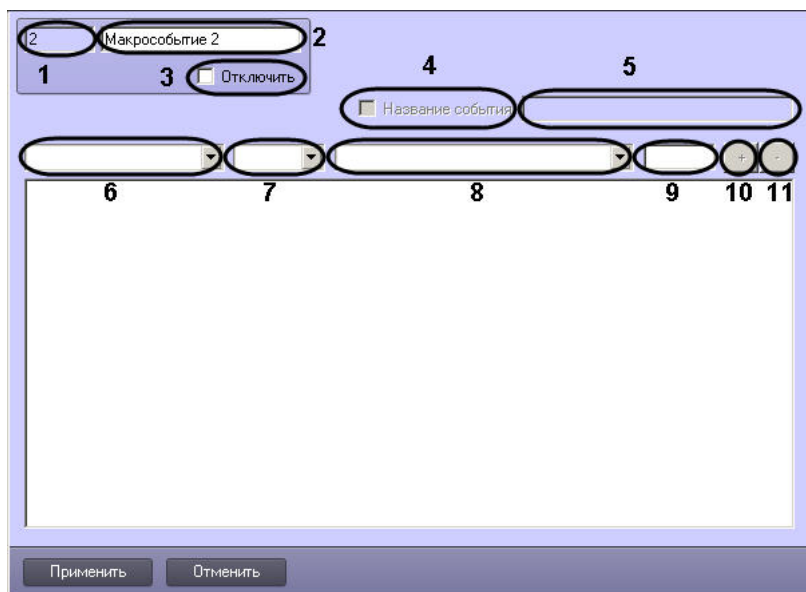 2 Макрособытие 2 2
1 3 Отключить
4 5
Название события
+ -
6 7 8 9 10 11
Применить Отменить